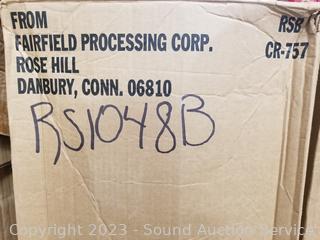 FROM RSB
FAIRFIELD PROCESSING CORP. CR-757
ROSE HILL
DANBURY, CONN. 06810
RS1048B
Copyright 2023 - Sound Auction Service